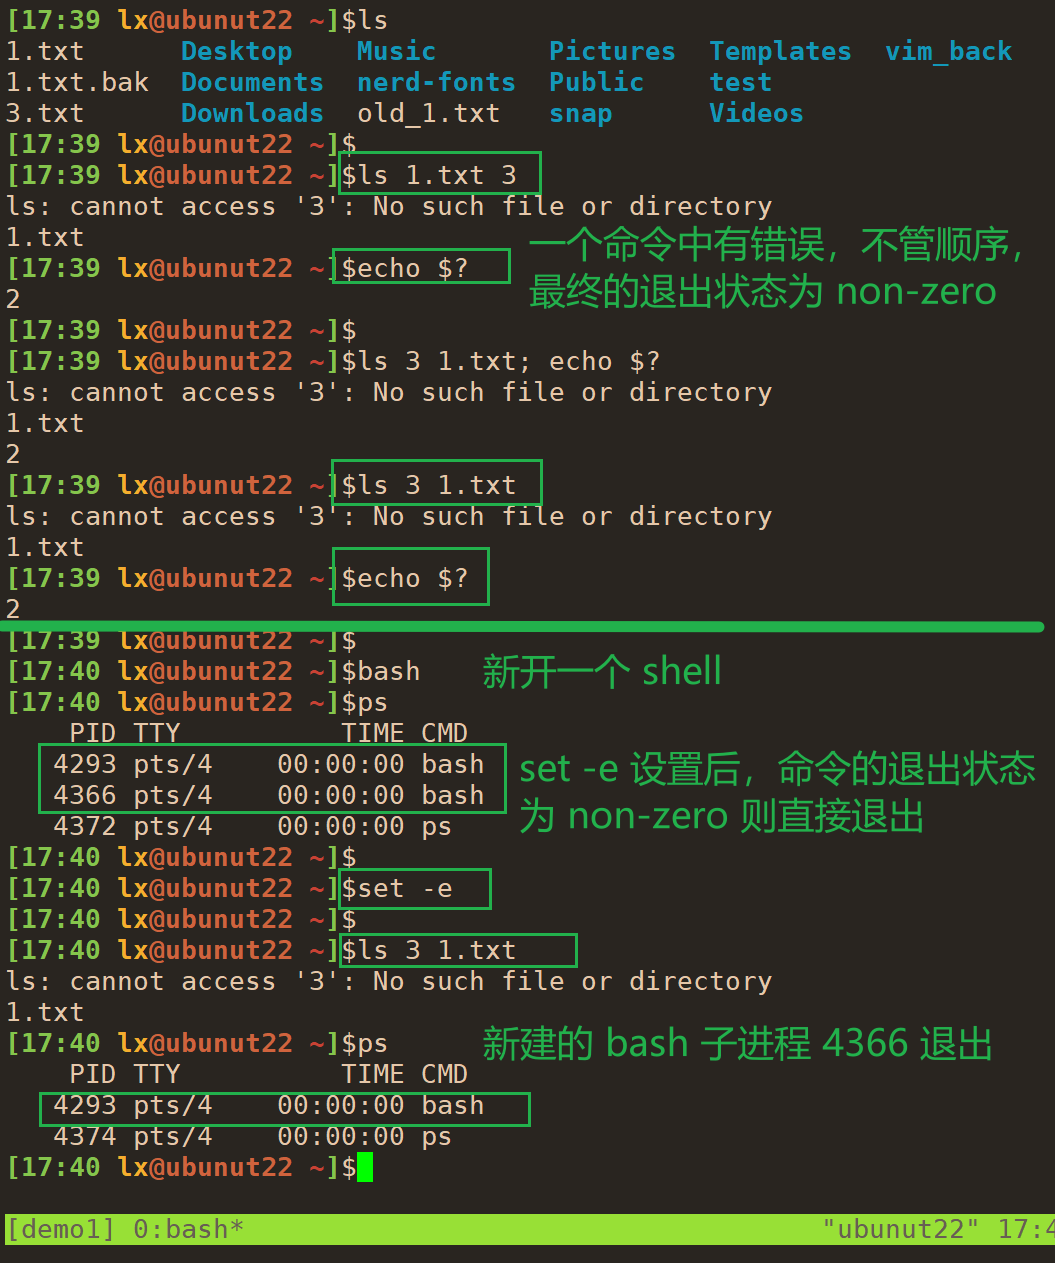 [17:39 lx@ubunut22 ~]$ls
1.txt      Desktop    Music       Pictures  Templates  vim_back
1.txt.bak  Documents  nerd-fonts  Public    test
3.txt      Downloads  old_1.txt   snap      Videos
[17:39 lx@ubunut22 ~]$
[17:39 lx@ubunut22 ~]$ls 1.txt 3
ls: cannot access '3': No such file or directory
1.txt
一个命令中有错误，不管顺序，
[17:39 lx@ubunut22 ~]$echo $?
最终的退出状态为 non-zero
2
[17:39 lx@ubunut22 ~]$
[17:39 lx@ubunut22 ~]$ls 3 1.txt; echo $?
ls: cannot access '3': No such file or directory
1.txt
2
[17:39 lx@ubunut22 ~]$ls 3 1.txt
ls: cannot access '3': No such file or directory
1.txt
[17:39 lx@ubunut22 ~]$echo $?
2
[17:39 lx@ubunut22 ~]$
[17:40 lx@ubunut22 ~]$bash
新开一个 shell
[17:40 lx@ubunut22 ~]$ps
    PID TTY          TIME CMD
   4293 pts/4    00:00:00 bash
set -e 设置后，命令的退出状态
   4366 pts/4    00:00:00 bash
为 non-zero 则直接退出
   4372 pts/4    00:00:00 ps
[17:40 lx@ubunut22 ~]$
[17:40 lx@ubunut22 ~]$set -e
[17:40 lx@ubunut22 ~]$
[17:40 lx@ubunut22 ~]$ls 3 1.txt
ls: cannot access '3': No such file or directory
1.txt
[17:40 lx@ubunut22 ~]$ps
新建的 bash 子进程 4366 退出
    PID TTY          TIME CMD
   4293 pts/4    00:00:00 bash
   4374 pts/4    00:00:00 ps
[17:40 lx@ubunut22 ~]$
[demo1] 0:bash* "ubunut22" 17:4